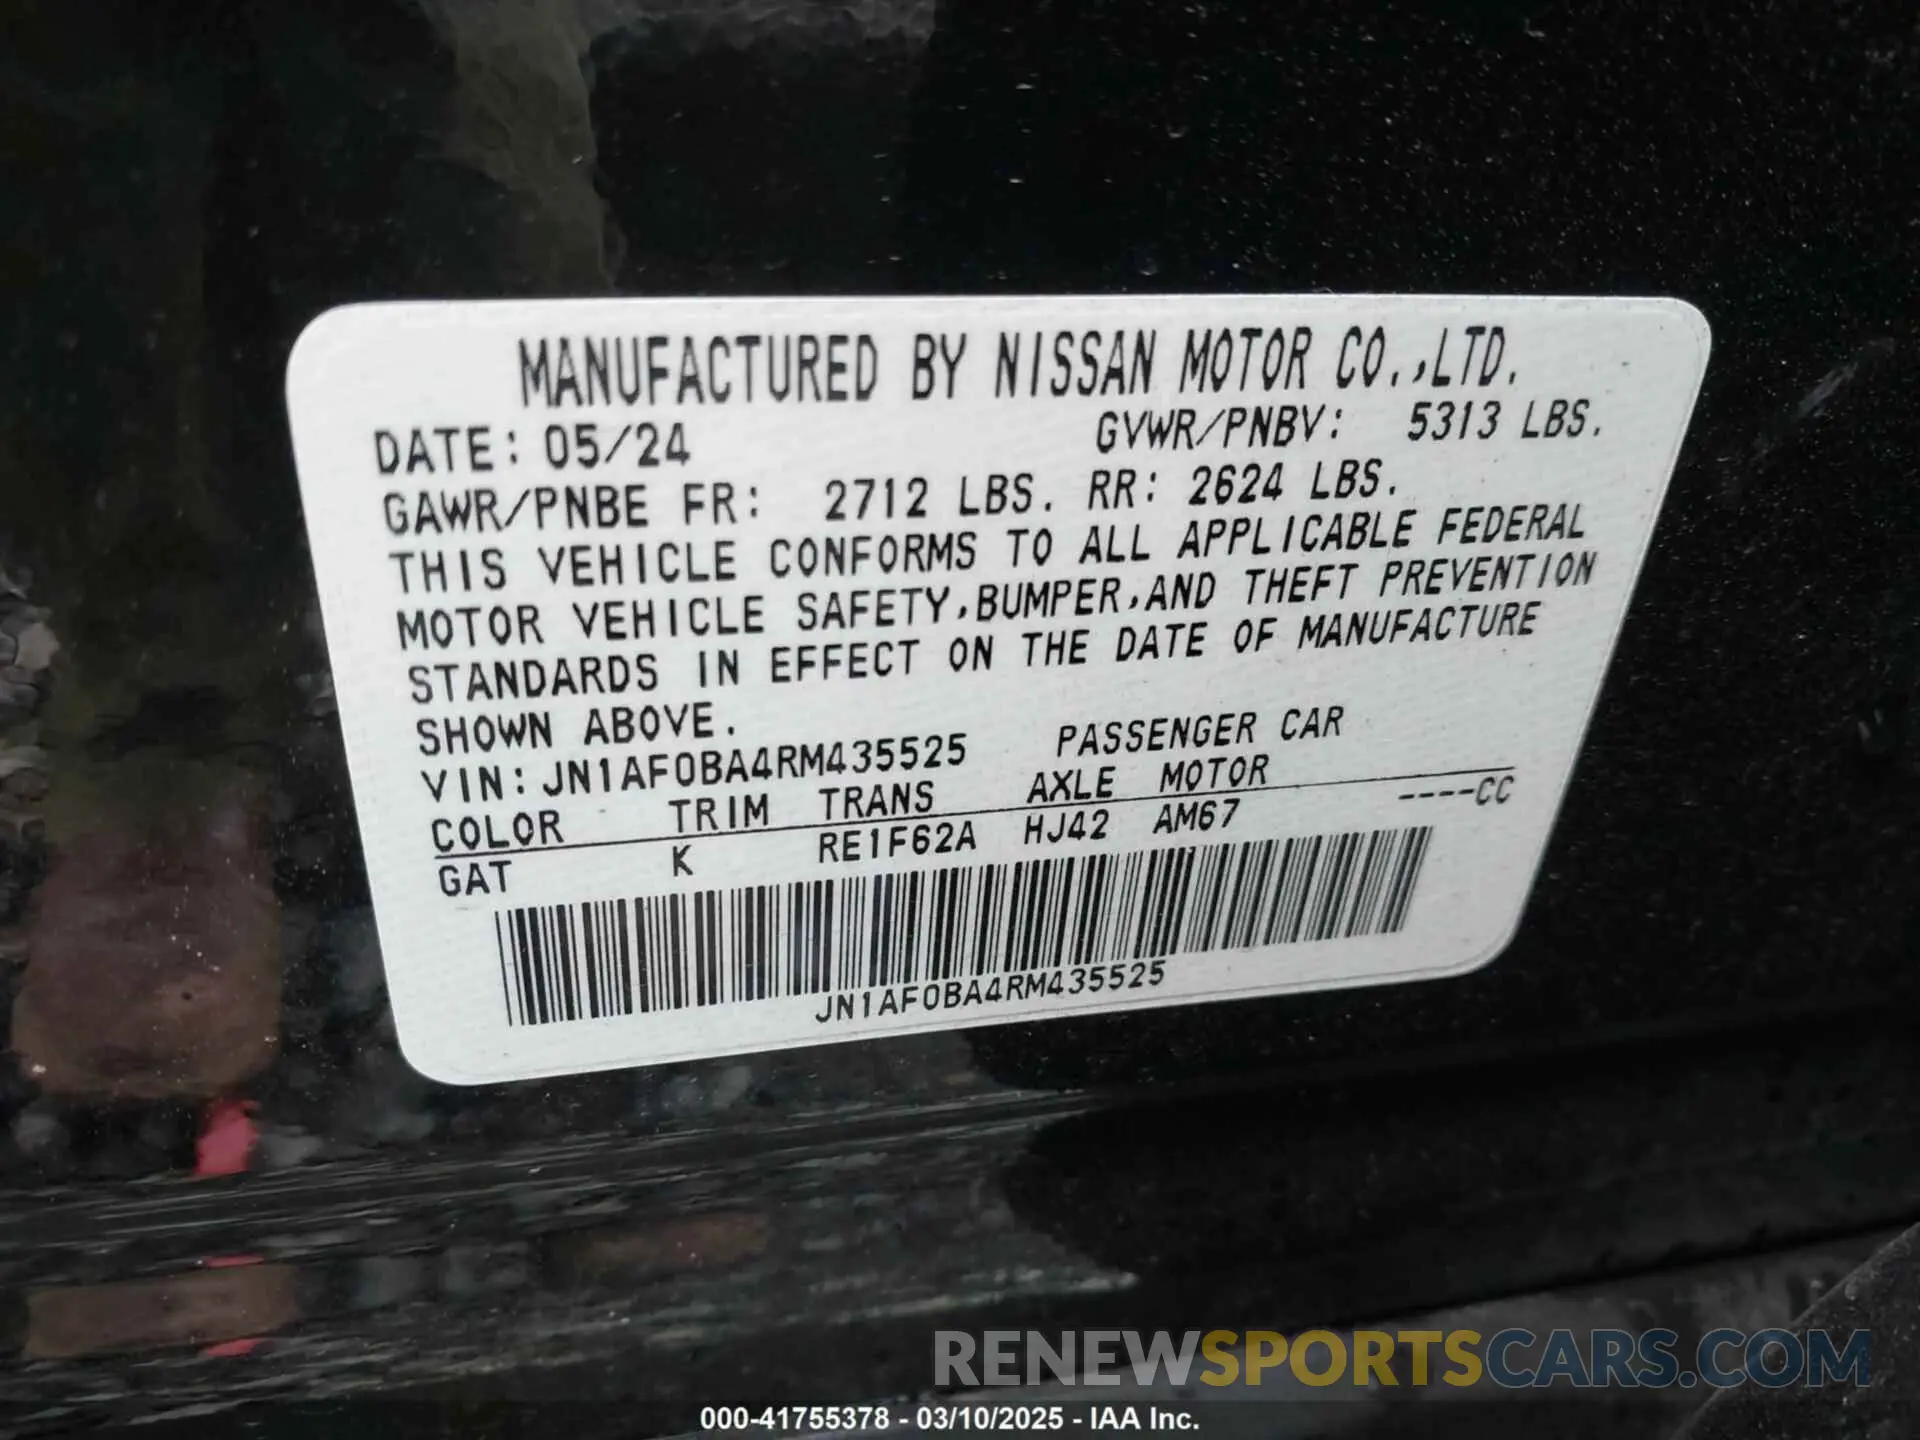 MANUFACTURED BY NISSAN MOTOR CO.,LTD.
DATE: 05/24 GVWR/PNBV: 5313 LBS.
GAWR/PNBE FR: 2712 LBS. RR: 2624 LBS.
THIS VEHICLE CONFORMS TO ALL APPLICABLE FEDERAL
MOTOR VEHICLE SAFETY,BUMPER,AND THEFT PREVENTION
STANDARDS IN EFFECT ON THE DATE OF MANUFACTURE
SHOWN ABOVE.
VIN: JN1AF0BA4RM435525 PASSENGER CAR
COLOR TRIM TRANS AXLE MOTOR ----CC
GAT K RE1F62A HJ42 AM67
JN1AF0BA4RM435525
RENEWSPORTSCARS.COM
000-41755378 - 03/10/2025 - IAA Inc.